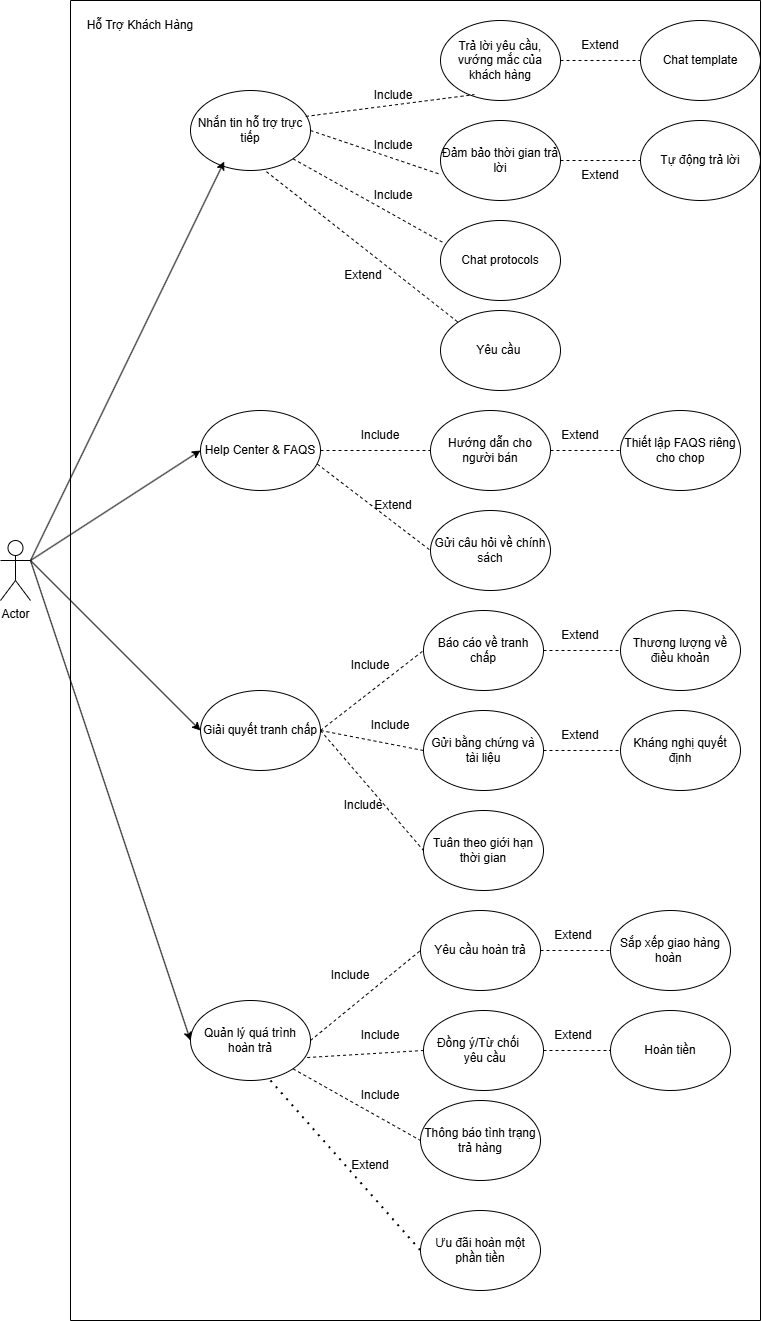 Hỗ Trợ Khách Hàng
Trả lời yêu cầu,
vướng mắc của
khách hàng
Extend
Chat template
Include
Nhắn tin hỗ trợ trực
tiếp
Include
Đảm bảo thời gian trả
lời
Extend
Tự động trả lời
Include
Chat protocols
Extend
Yêu cầu
Help Center & FAQS
Include
Hướng dẫn cho
người bán
Extend
Thiết lập FAQS riêng
cho chop
Extend
Gửi câu hỏi về chính
sách
Actor
Giải quyết tranh chấp
Include
Báo cáo về tranh
chấp
Extend
Thương lượng về
điều khoản
Include
Gửi bằng chứng và
tài liệu
Extend
Kháng nghị quyết
định
Include
Tuân theo giới hạn
thời gian
Quản lý quá trình
hoàn trả
Include
Yêu cầu hoàn trả
Extend
Sắp xếp giao hàng
hoàn
Include
Đồng ý/Từ chối
yêu cầu
Extend
Hoàn tiền
Include
Thông báo tình trạng
trả hàng
Extend
Ưu đãi hoàn một
phần tiền